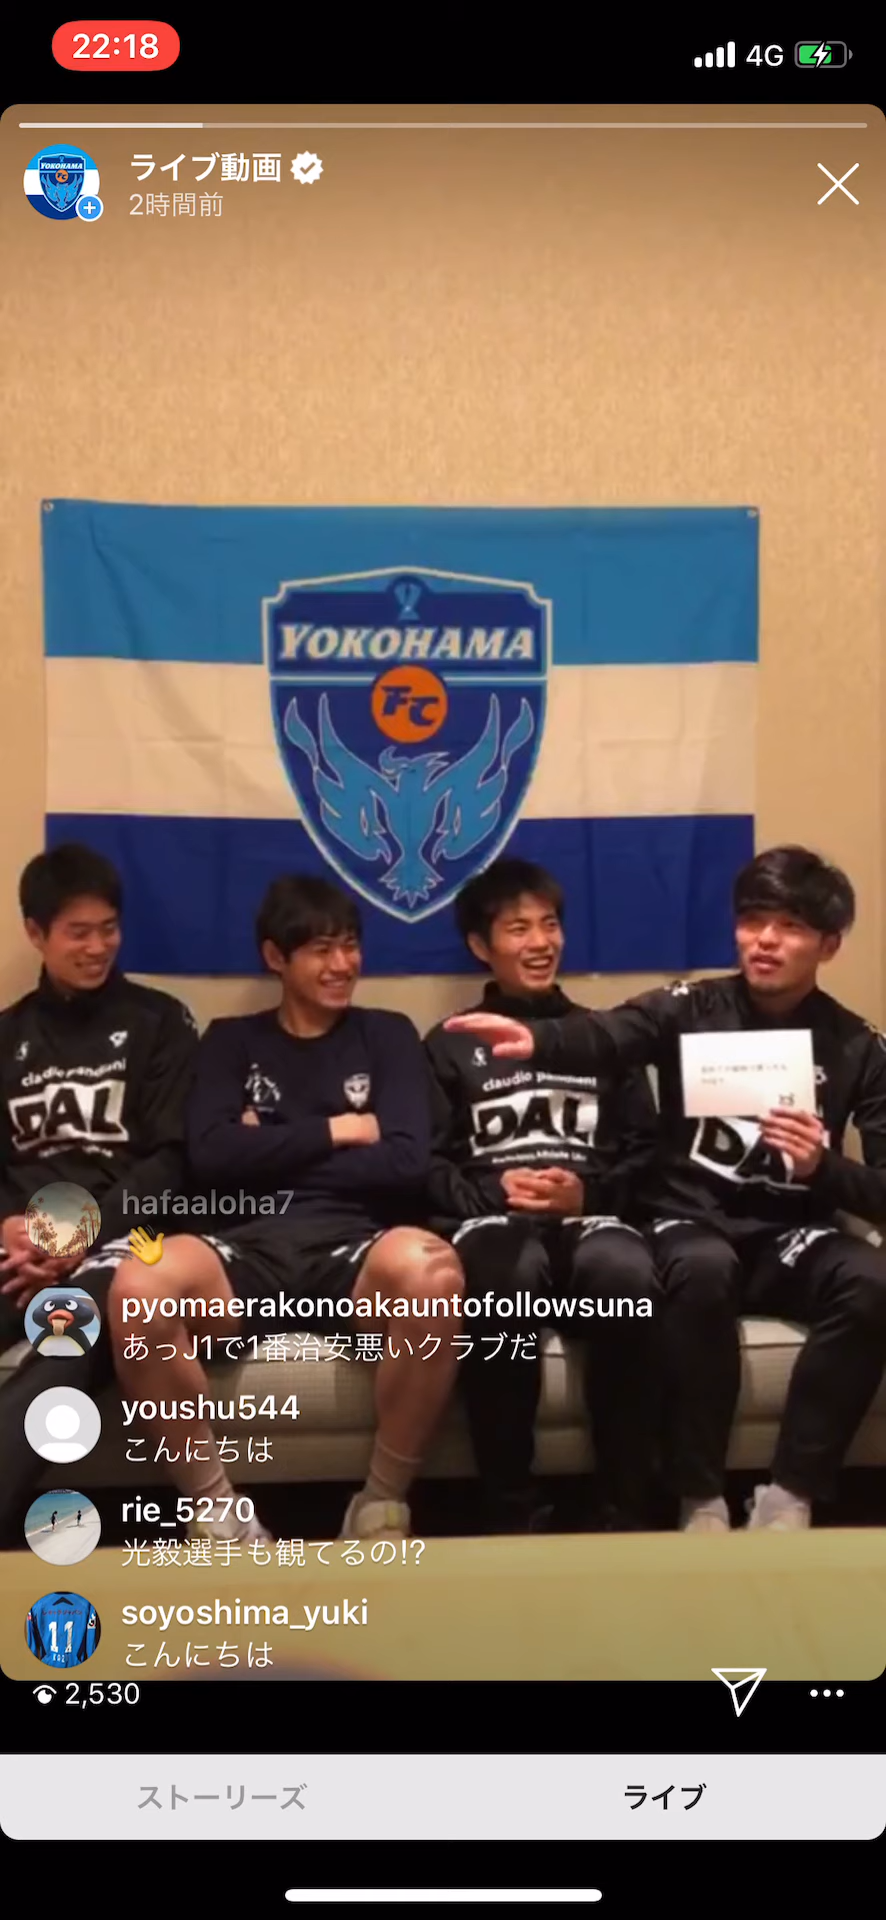 22:18
4G
YOKOHAMA
FC
ライブ動画
2時間前
YOKOHAMA
FC
DAL
claudio pandiani
DAL
hafaaloha7
👋
pyomaerakonoakauntofollowsuna
あっJ1で1番治安悪いクラブだ
youshu544
こんにちは
rie_5270
光毅選手も観てるの!?
soyoshima_yuki
こんにちは
11
2,530
ストーリーズ
ライブ